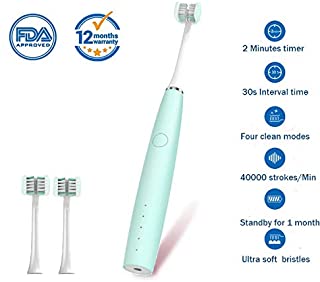 FDA
APPROVED
12 months
warranty
2 Minutes timer
30s Interval time
Four clean modes
40000 strokes/Min
Standby for 1 month
Ultra soft bristles